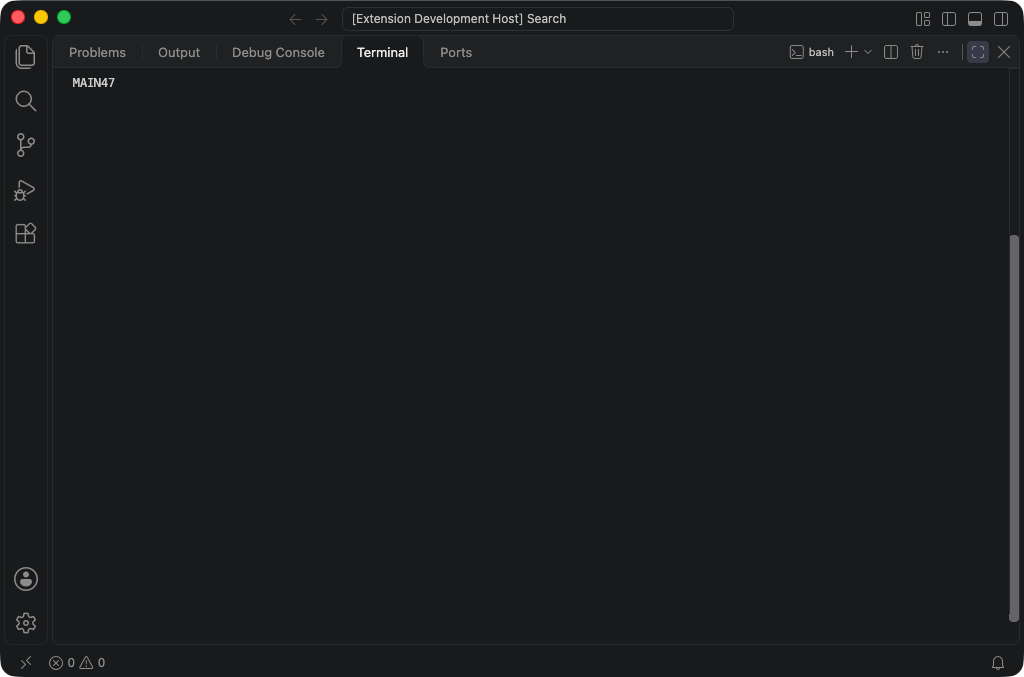 [Extension Development Host] Search
Problems Output Debug Console Terminal Ports bash
MAIN47
0 0